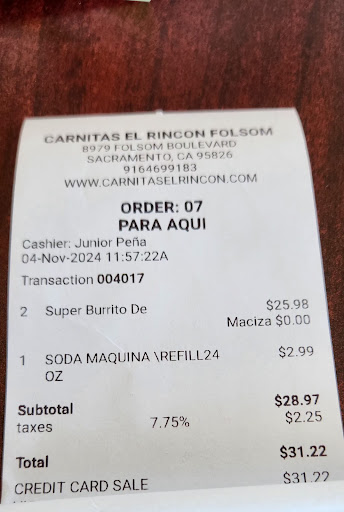 CARNITAS EL RINCON FOLSOM
8979 FOLSOM BOULEVARD
SACRAMENTO, CA 95826
9164699183
WWW.CARNITASELRINCON.COM
ORDER: 07
PARA AQUI
Cashier: Junior Peña
04-Nov-2024 11:57:22A
Transaction 004017
2 Super Burrito De $25.98
Maciza $0.00
1 SODA MAQUINA \REFILL24 $2.99
OZ
Subtotal $28.97
taxes 7.75% $2.25
Total $31.22
CREDIT CARD SALE $31.22